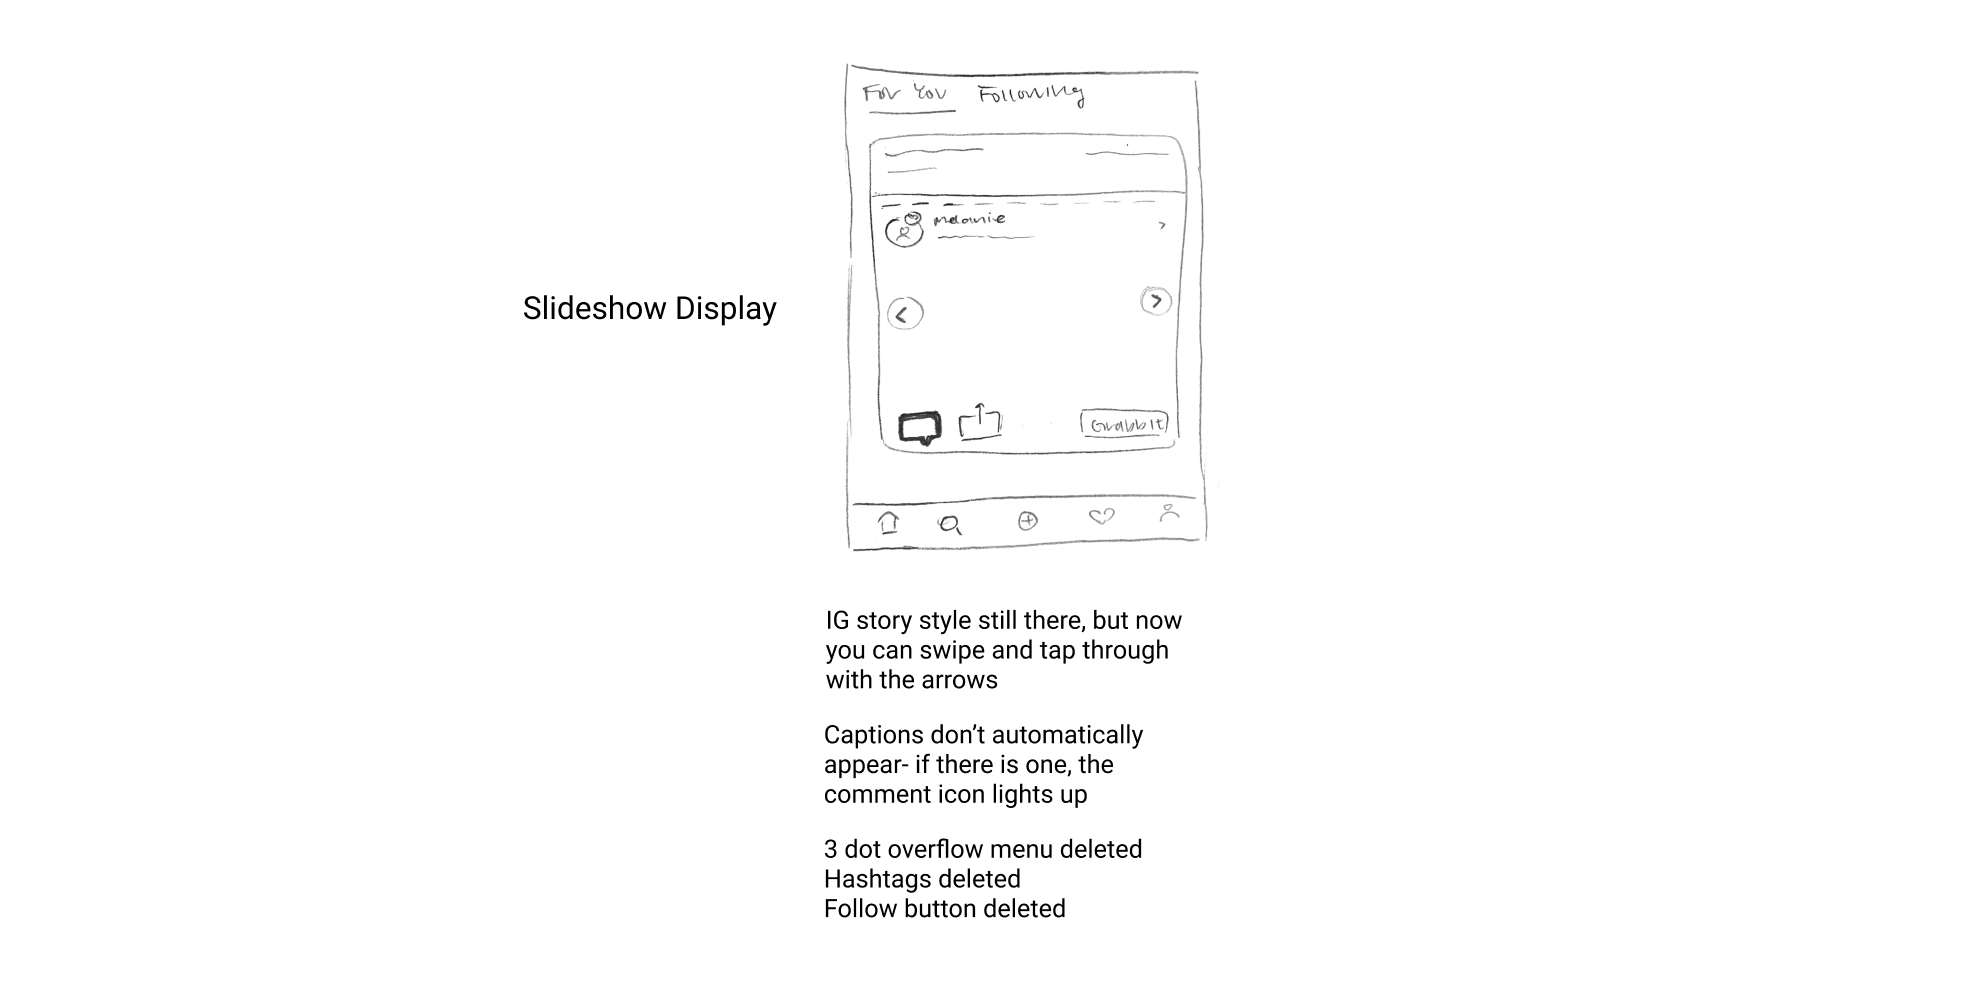 For You Following
Melanie
Slideshow Display
Grabb It
IG story style still there, but now
you can swipe and tap through
with the arrows
Captions don’t automatically
appear- if there is one, the
comment icon lights up
3 dot overflow menu deleted
Hashtags deleted
Follow button deleted